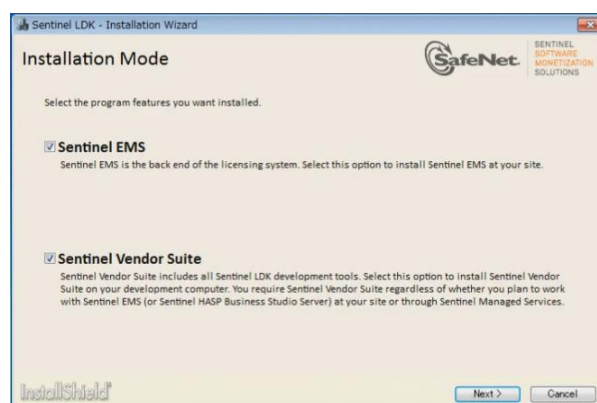 Sentinel LDK - Installation Wizard
Installation Mode
SafeNet.
SENTINEL
SOFTWARE
MONETIZATION
SOLUTIONS
Select the program features you want installed.
Sentinel EMS
Sentinel EMS is the back end of the licensing system. Select this option to install Sentinel EMS at your site.
Sentinel Vendor Suite
Sentinel Vendor Suite includes all Sentinel LDK development tools. Select this option to install Sentinel Vendor
Suite on your development computer. You require Sentinel Vendor Suite regardless of whether you plan to work
with Sentinel EMS (or Sentinel HASP Business Studio Server) at your site or through Sentinel Managed Services.
InstallShield
Next >
Cancel